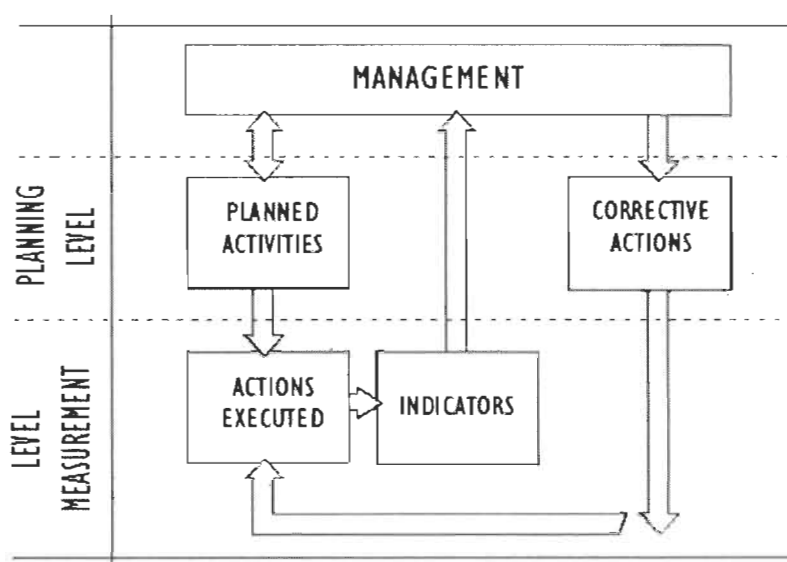 MANAGEMENT
PLANNING
LEVEL
PLANNED
ACTIVITIES
CORRECTIVE
ACTIONS
LEVEL
MEASUREMENT
ACTIONS
EXECUTED
INDICATORS